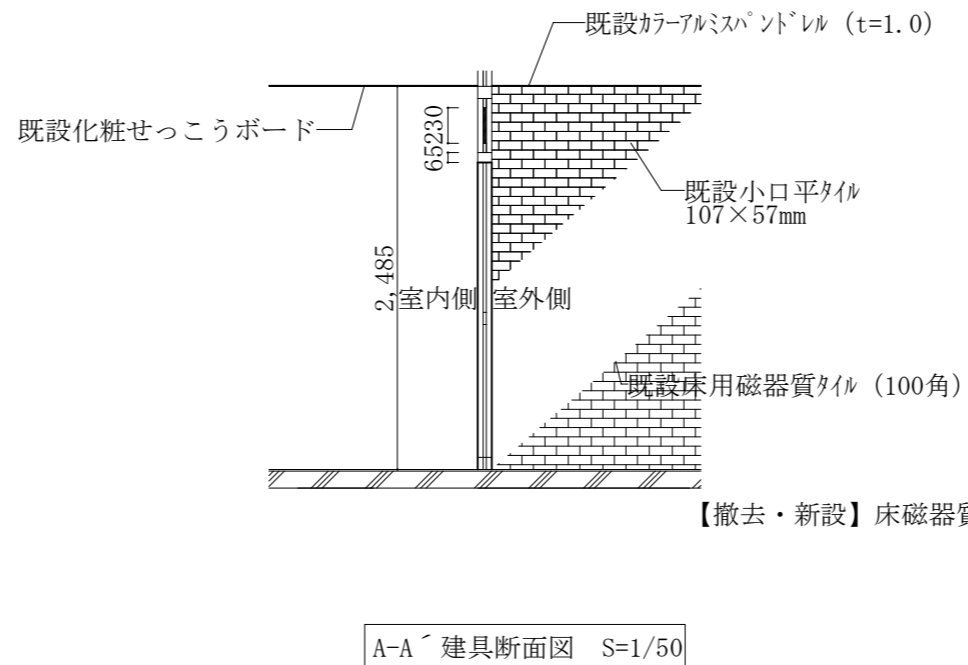 既設カラーアルミスパンドレル (t=1.0)
既設化粧せっこうボード
230
65
既設小口平タイル
107×57mm
2,485
室内側 室外側
既設床用磁器質タイル (100角)
【撤去・新設】床磁器質
A-A´建具断面図 S=1/50